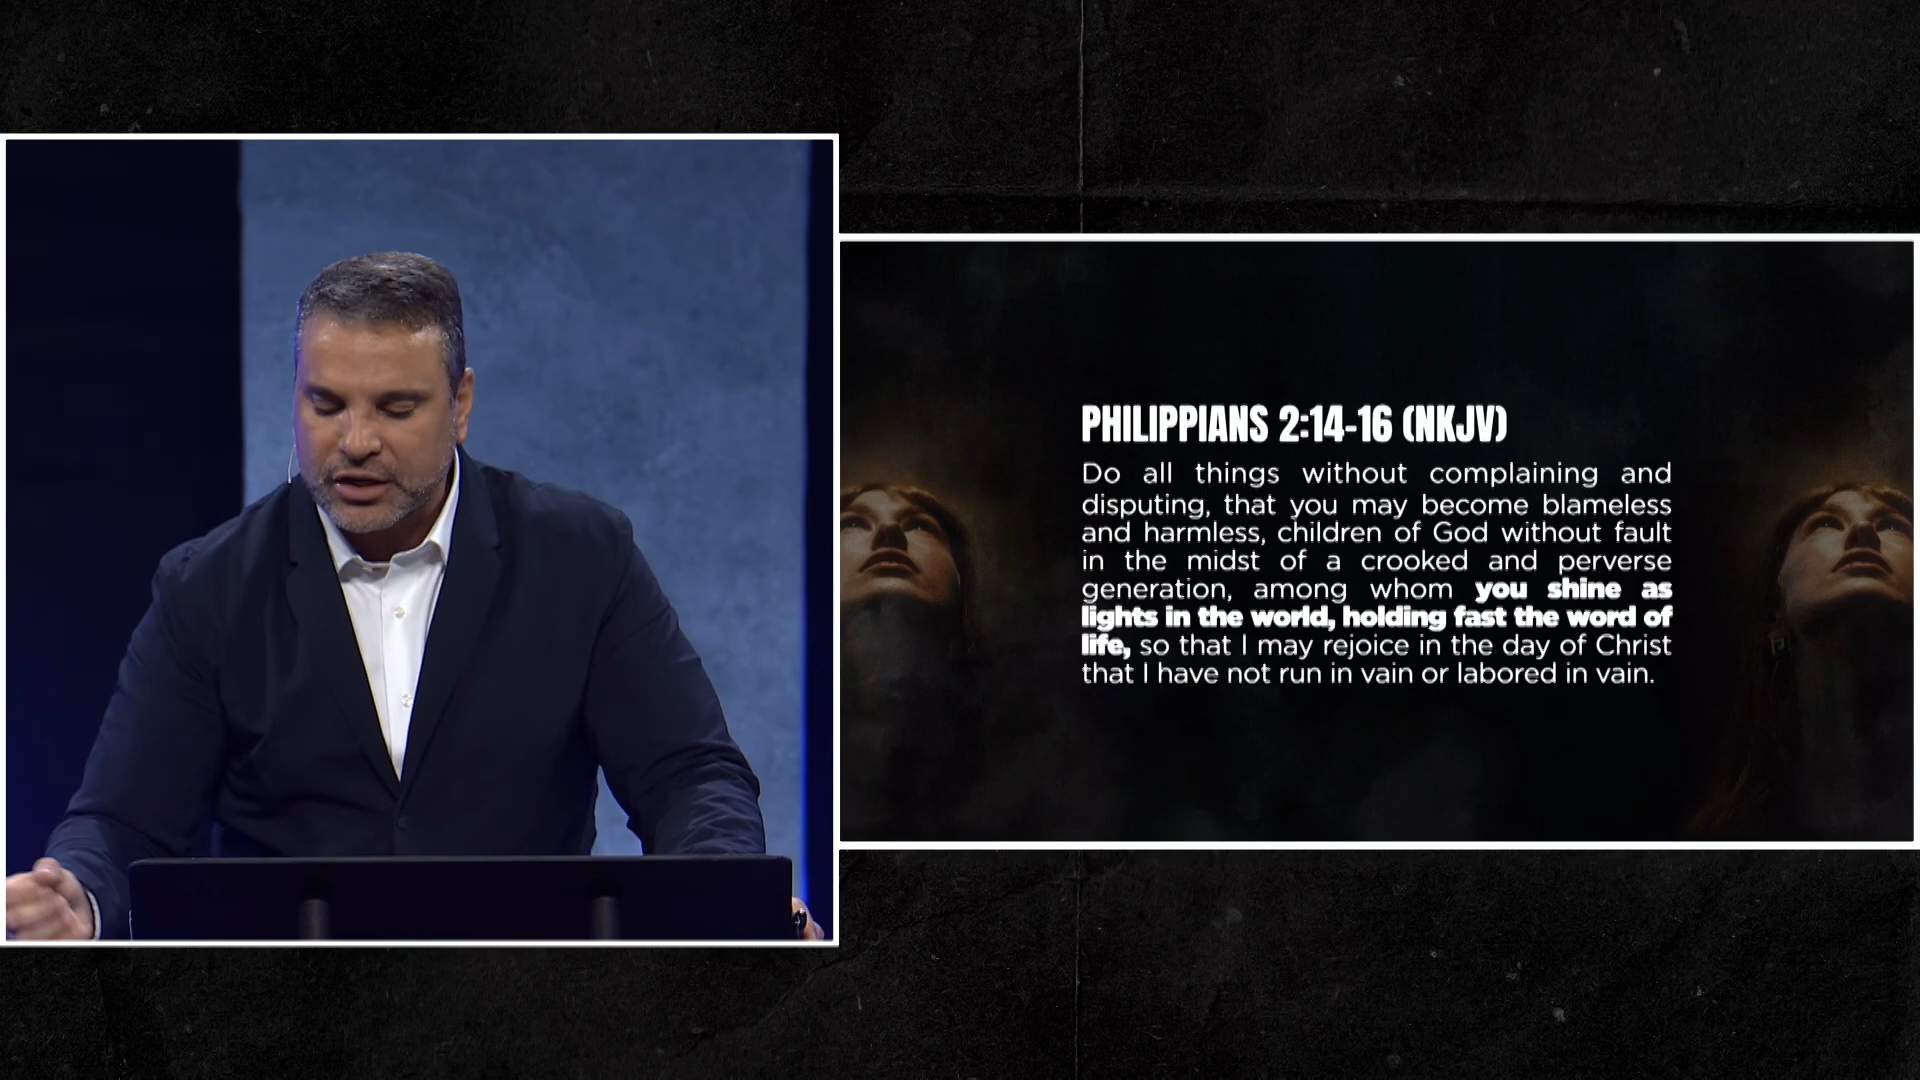 PHILIPPIANS 2:14-16 (NKJV)
Do all things without complaining and
disputing, that you may become blameless
and harmless, children of God without fault
in the midst of a crooked and perverse
generation, among whom you shine as
lights in the world, holding fast the word of
life, so that I may rejoice in the day of Christ
that I have not run in vain or labored in vain.